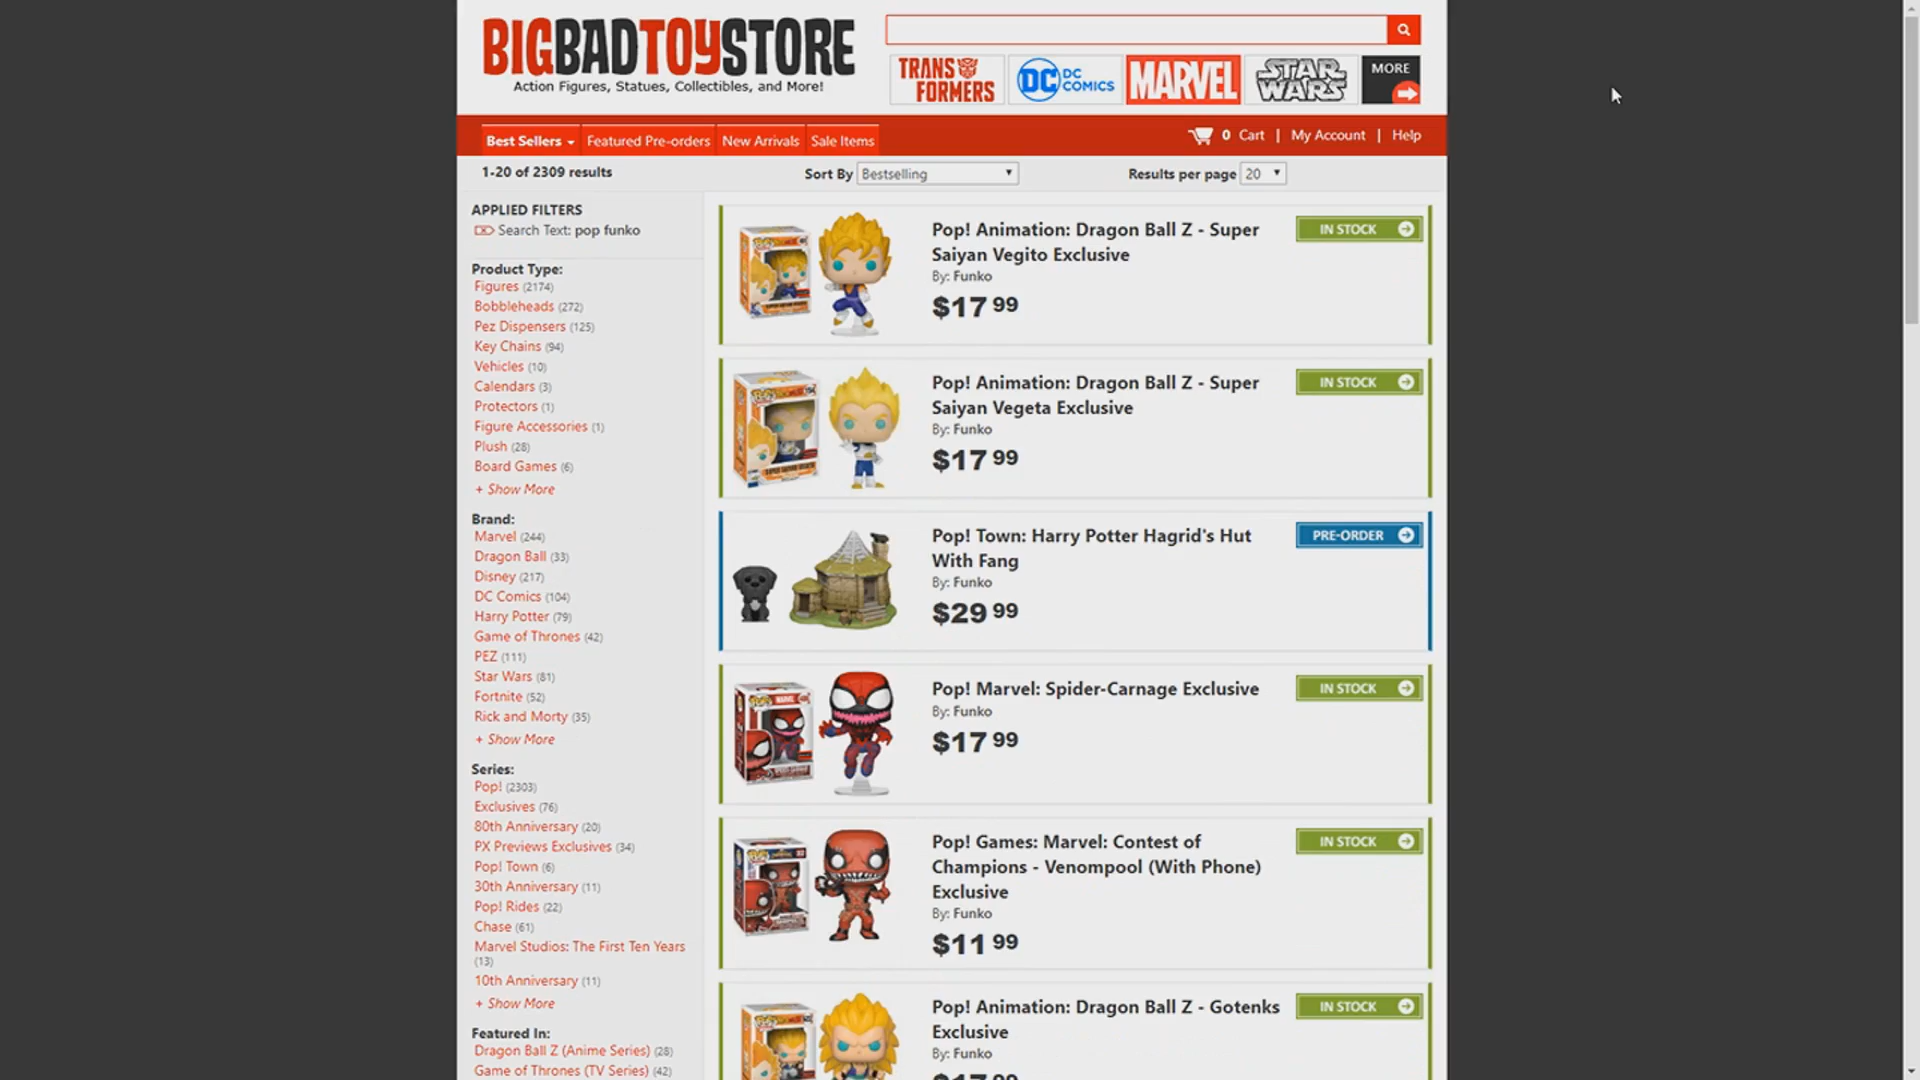 BIGBADTOYSTORE
Action Figures, Statues, Collectibles, and More!
TRANSFORMERS
DC DC COMICS
MARVEL
STAR WARS
MORE
Best Sellers
Featured Pre-orders
New Arrivals
Sale Items
0 Cart | My Account | Help
1-20 of 2309 results
Sort By Bestselling
Results per page 20
APPLIED FILTERS
Search Text: pop funko
Product Type:
Figures (2174)
Bobbleheads (272)
Pez Dispensers (125)
Key Chains (94)
Vehicles (10)
Calendars (3)
Protectors (1)
Figure Accessories (1)
Plush (28)
Board Games (6)
+ Show More
Brand:
Marvel (244)
Dragon Ball (33)
Disney (217)
DC Comics (104)
Harry Potter (79)
Game of Thrones (42)
PEZ (111)
Star Wars (81)
Fortnite (52)
Rick and Morty (35)
+ Show More
Series:
Pop! (2303)
Exclusives (76)
80th Anniversary (20)
PX Previews Exclusives (34)
Pop! Town (6)
30th Anniversary (11)
Pop! Rides (22)
Chase (61)
Marvel Studios: The First Ten Years
(13)
10th Anniversary (11)
+ Show More
Featured In:
Dragon Ball Z (Anime Series) (28)
Game of Thrones (TV Series) (42)
Pop! Animation: Dragon Ball Z - Super
Saiyan Vegito Exclusive
By: Funko
$17 99
IN STOCK
Pop! Animation: Dragon Ball Z - Super
Saiyan Vegeta Exclusive
By: Funko
$17 99
IN STOCK
Pop! Town: Harry Potter Hagrid's Hut
With Fang
By: Funko
$29 99
PRE-ORDER
Pop! Marvel: Spider-Carnage Exclusive
By: Funko
$17 99
IN STOCK
Pop! Games: Marvel: Contest of
Champions - Venompool (With Phone)
Exclusive
By: Funko
$11 99
IN STOCK
Pop! Animation: Dragon Ball Z - Gotenks
Exclusive
By: Funko
$17 99
IN STOCK